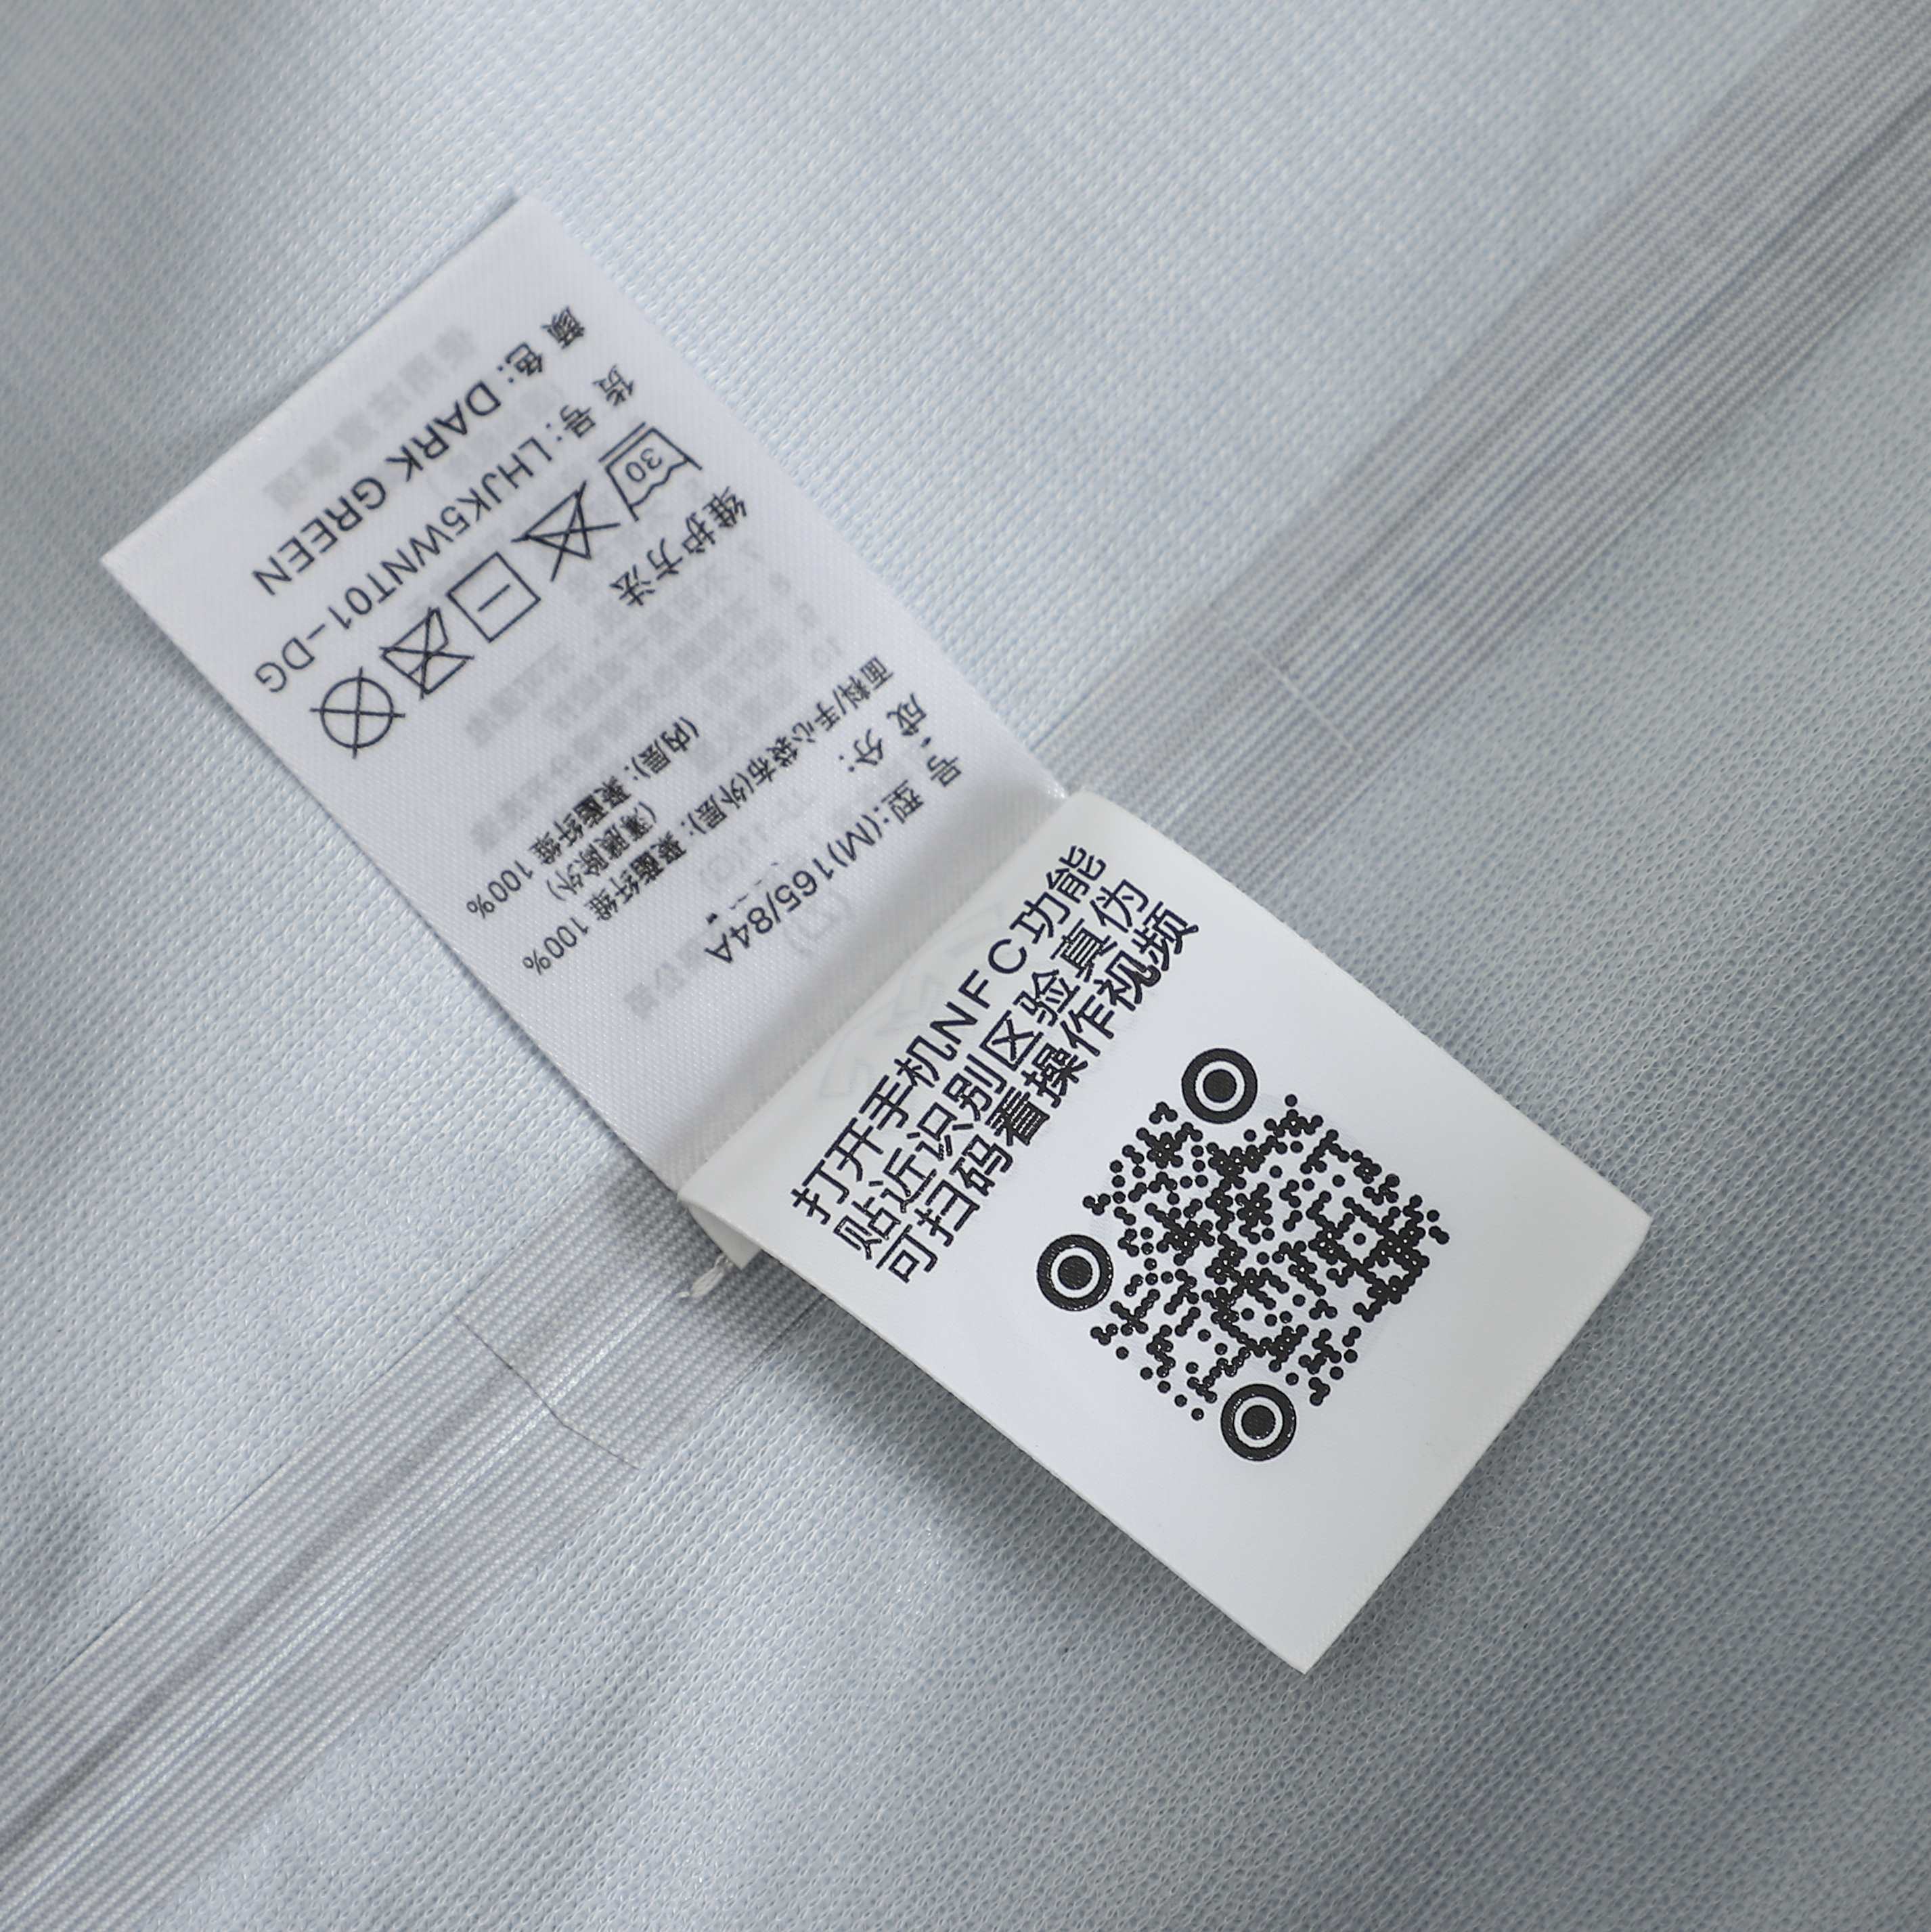 号 型:(M)165/84A
成 分:
面料/手心袋布(外层):聚酯纤维 100%
(薄膜除外)
(内层):聚酯纤维 100%
维护方法
30
货 号:LHJK5WNT01-DG
颜 色:DARK GREEN
打开手机NFC功能
贴近识别区验真伪
可扫码看操作视频